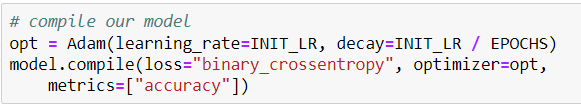 # compile our model
opt = Adam(learning_rate=INIT_LR, decay=INIT_LR / EPOCHS)
model.compile(loss="binary_crossentropy", optimizer=opt,
    metrics=["accuracy"])